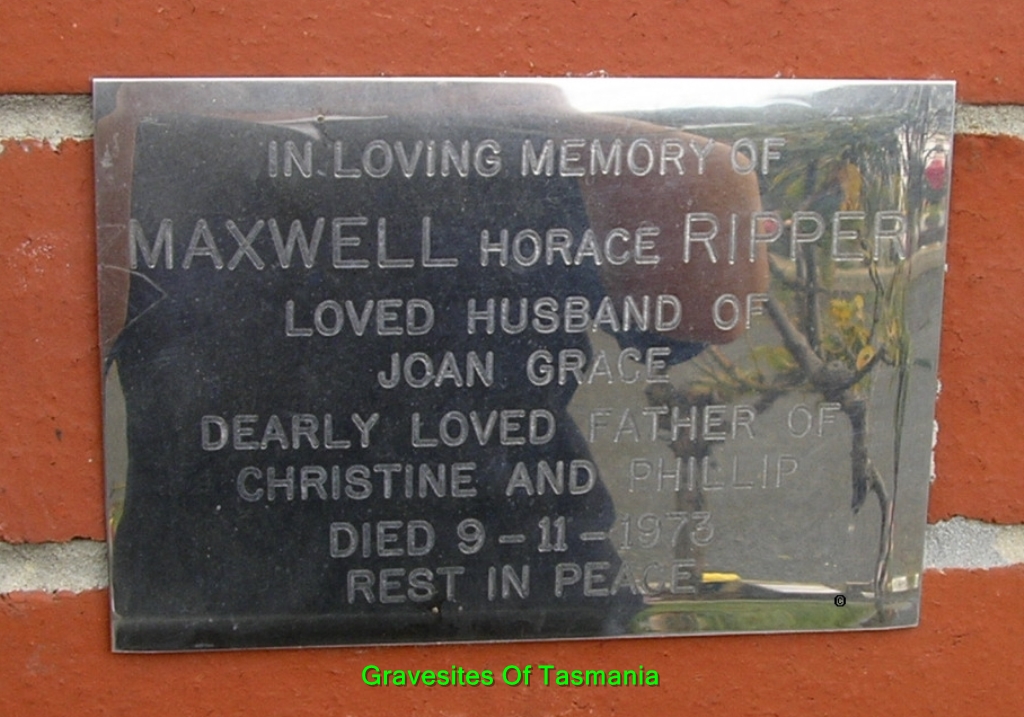 IN LOVING MEMORY OF
MAXWELL HORACE RIPPER
LOVED HUSBAND OF
JOAN GRACE
DEARLY LOVED FATHER OF
CHRISTINE AND PHILLIP
DIED 9-11-1973
REST IN PEACE
©
Gravesites Of Tasmania